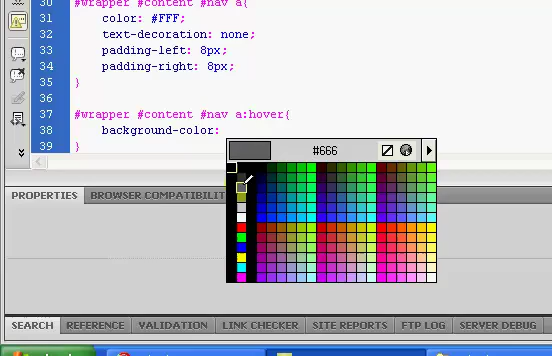 30 #wrapper #content #nav a{
31 color: #FFF;
32 text-decoration: none;
33 padding-left: 8px;
34 padding-right: 8px;
35 }
36
37 #wrapper #content #nav a:hover{
38 background-color:
39 }
#666
PROPERTIES BROWSER COMPATIBILIT
SEARCH REFERENCE VALIDATION LINK CHECKER SITE REPORTS FTP LOG SERVER DEBUG